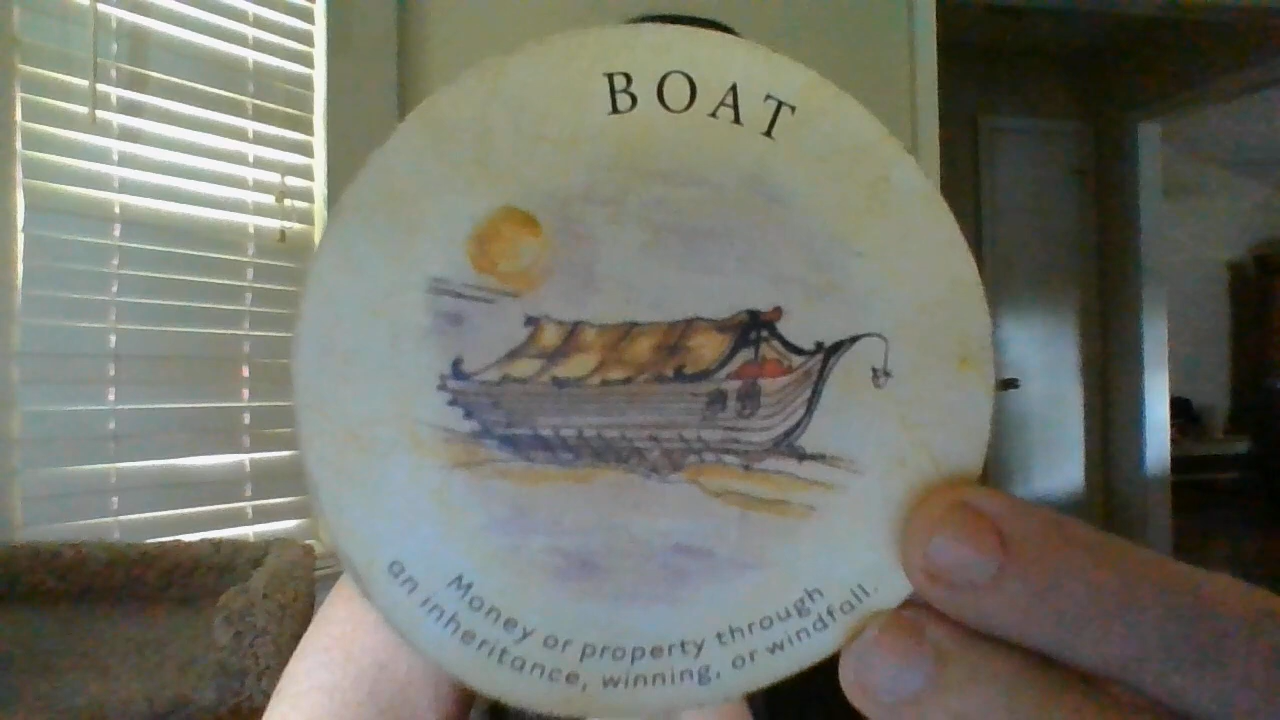 BOAT
Money or property through
an inheritance, winning, or windfall.